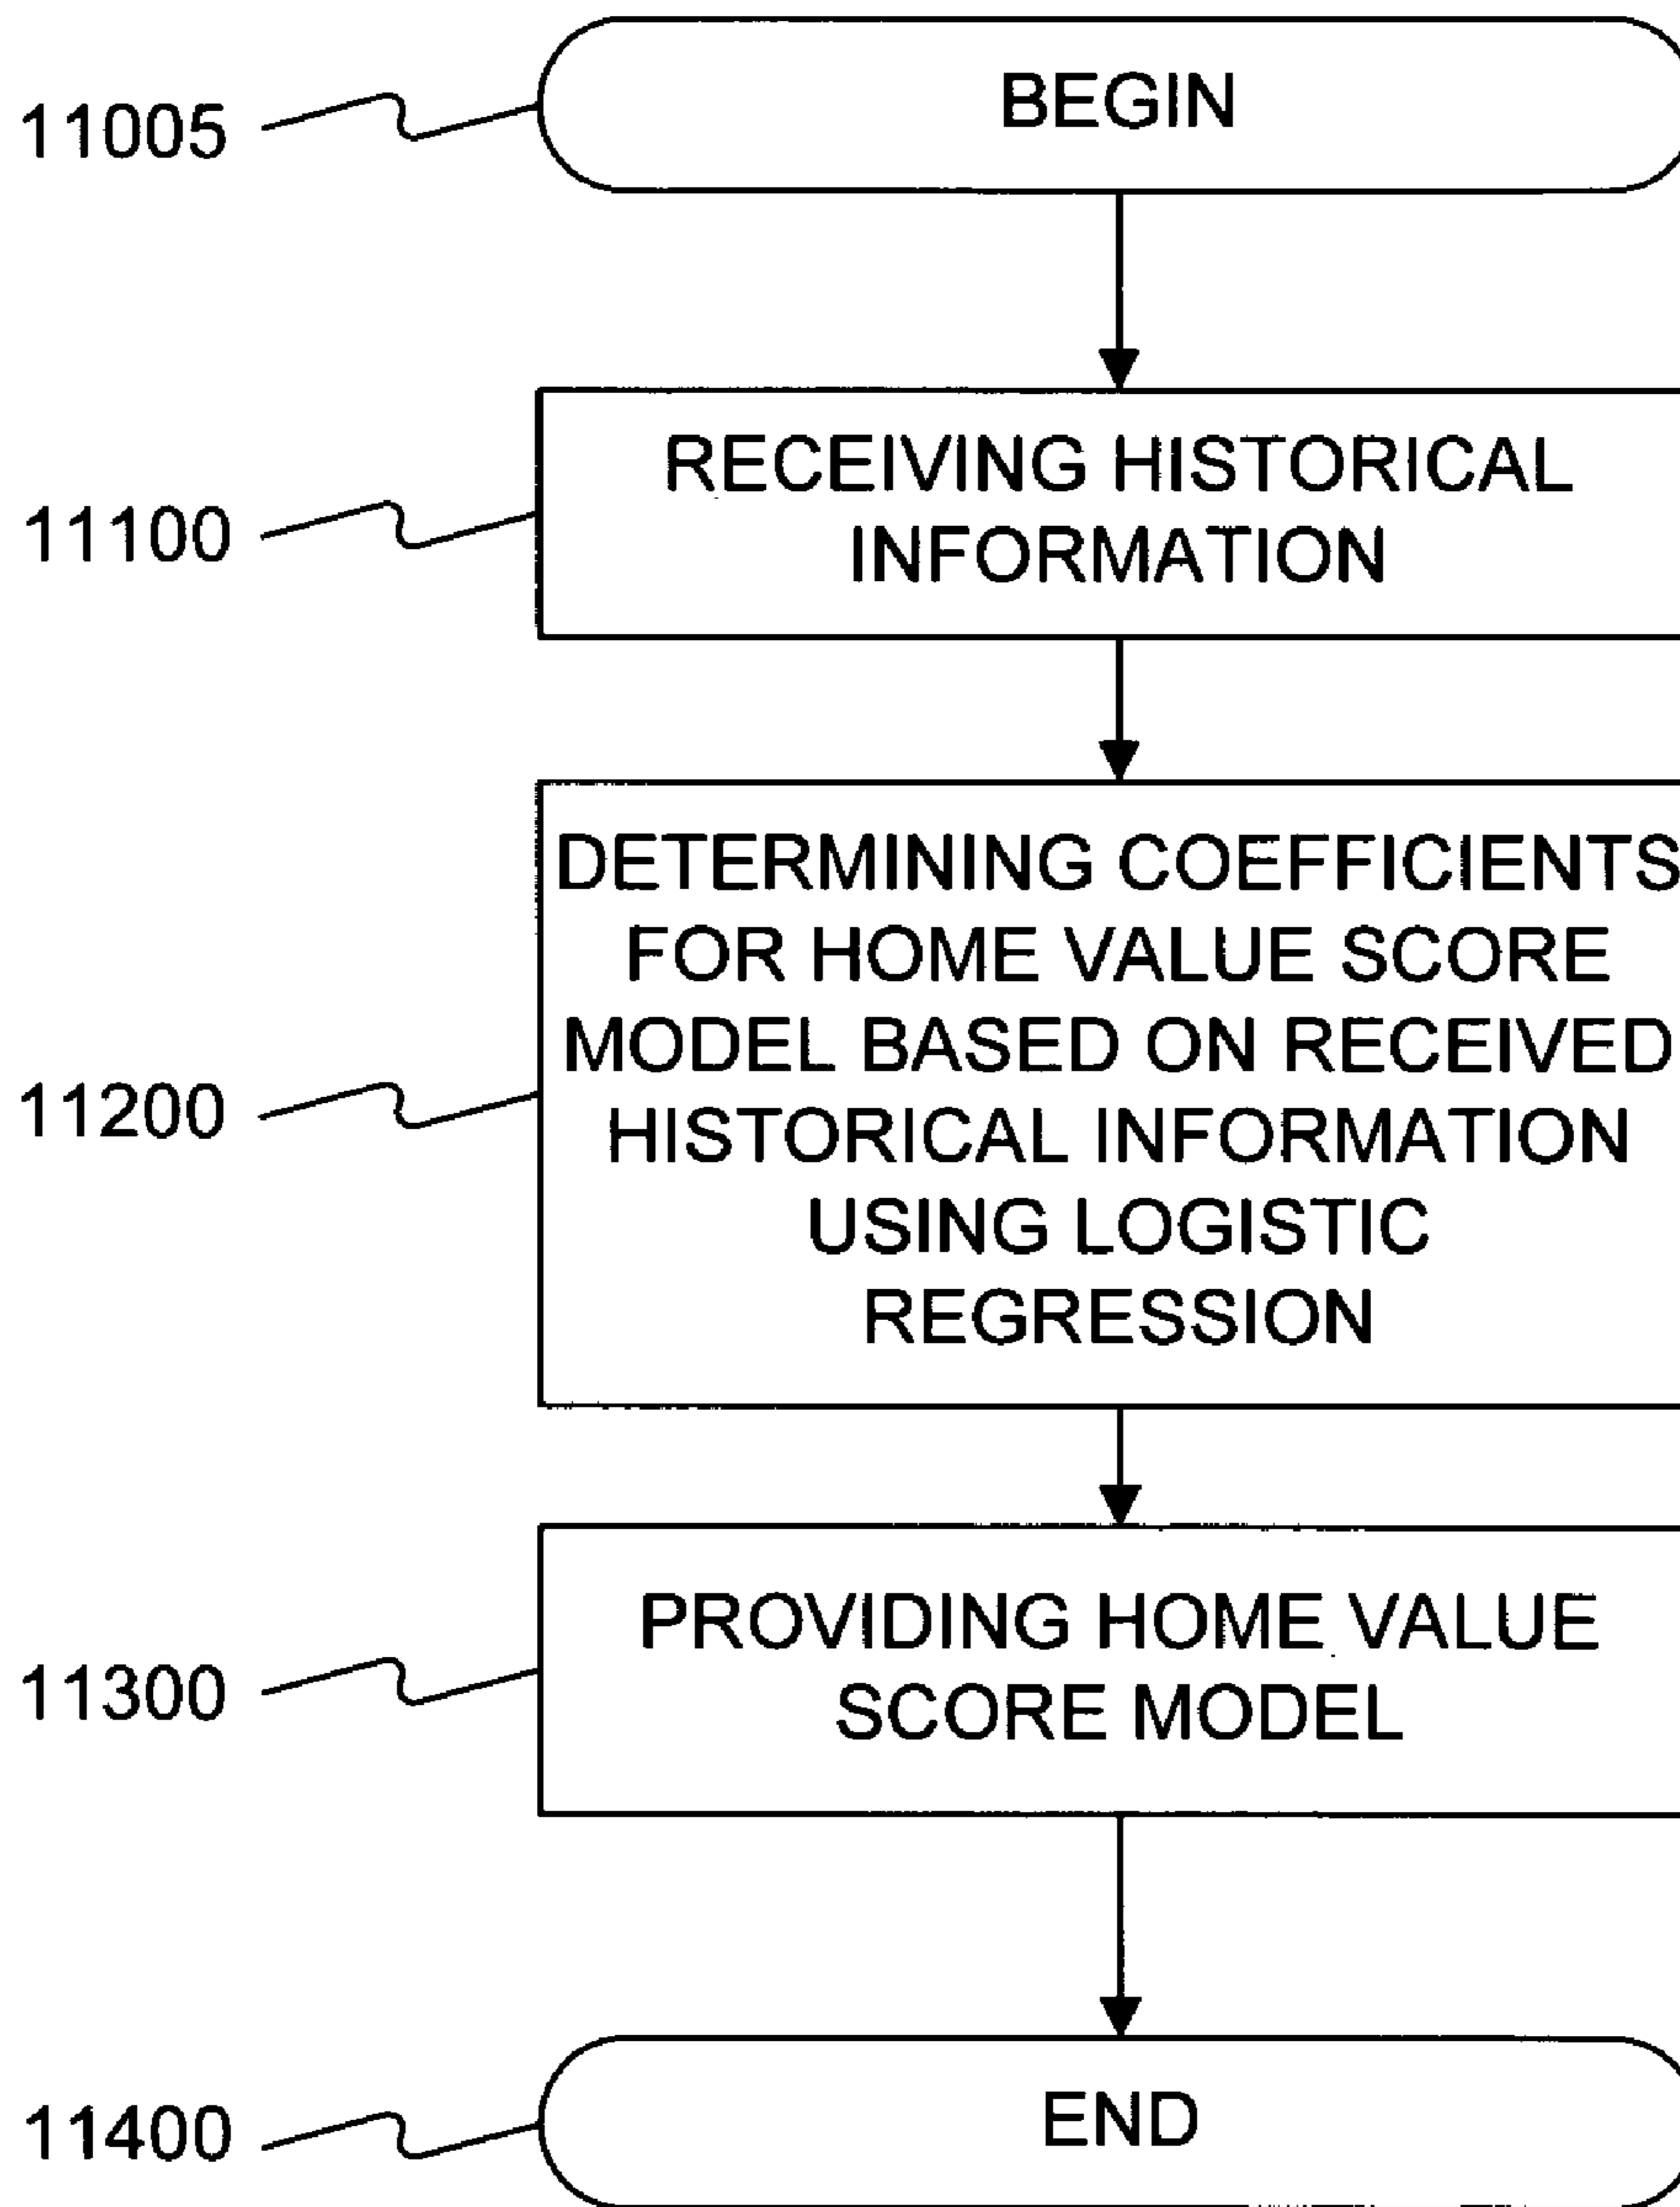 11005
BEGIN
11100
RECEIVING HISTORICAL
INFORMATION
11200
DETERMINING COEFFICIENTS
FOR HOME VALUE SCORE
MODEL BASED ON RECEIVED
HISTORICAL INFORMATION
USING LOGISTIC
REGRESSION
11300
PROVIDING HOME VALUE
SCORE MODEL
11400
END